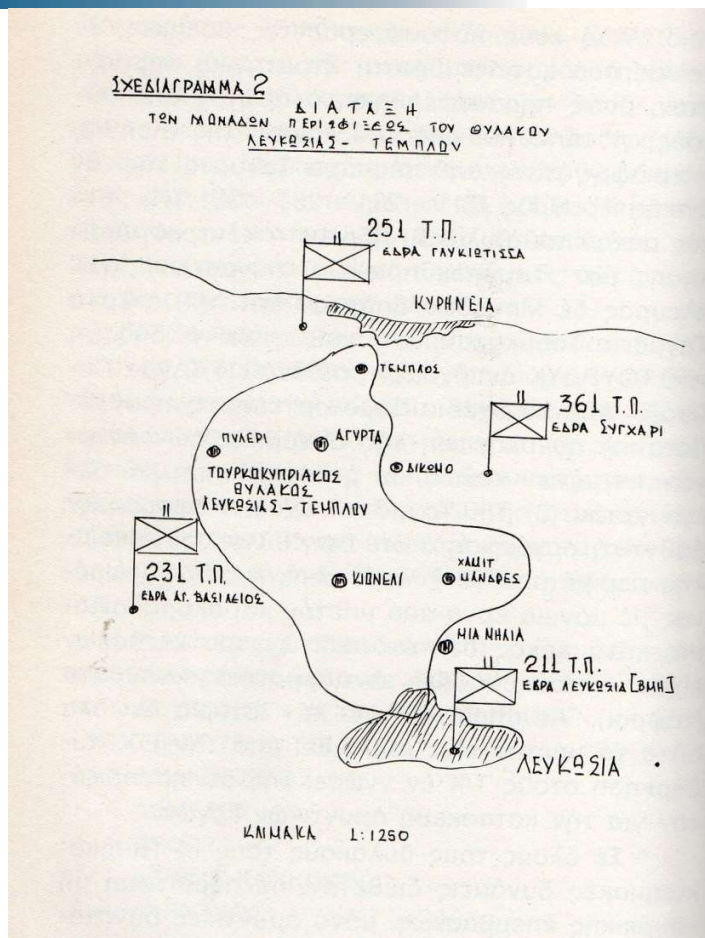 ΣΧΕΔΙΑΓΡΑΜΜΑ 2
ΔΙΑΤΑΞΗ
ΤΩΝ ΜΟΝΑΔΩΝ ΠΕΡΙΣΦΙΞΕΩΣ ΤΟΥ ΘΥΛΑΚΟΥ
ΛΕΥΚΩΣΙΑΣ - ΤΕΜΠΛΟΥ
251 Τ.Π.
ΕΔΡΑ ΓΛΥΚΙΩΤΙΣΣΑ
ΚΥΡΗΝΕΙΑ
ΤΕΜΠΛΟΣ
361 Τ.Π.
ΕΔΡΑ ΣΥΓΧΑΡΙ
ΠΥΛΕΡΙ
ΑΓΥΡΤΑ
ΔΙΚΩΜΟ
ΤΟΥΡΚΟΚΥΠΡΙΑΚΟΣ
ΘΥΛΑΚΟΣ
ΛΕΥΚΩΣΙΑΣ - ΤΕΜΠΛΟΥ
231 Τ.Π.
ΕΔΡΑ ΑΓ. ΒΑΣΙΛΕΙΟΣ
ΚΙΟΝΕΛΙ
ΧΑΜΙΤ
ΜΑΝΔΡΕΣ
ΜΙΑ ΜΗΛΙΑ
211 Τ.Π.
ΕΔΡΑ ΛΕΥΚΩΣΙΑ [ΒΜΗ]
ΛΕΥΚΩΣΙΑ
ΚΛΙΜΑΚΑ 1:1250